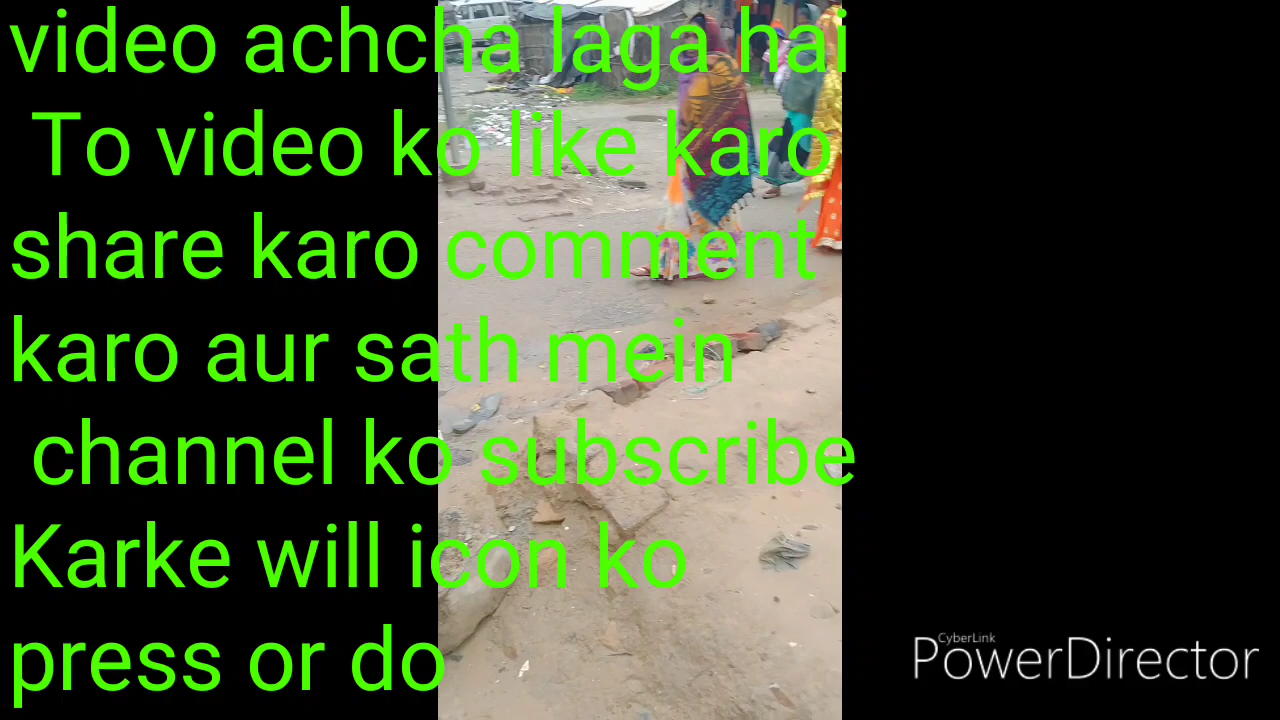 video achcha laga hai
To video ko like karo
share karo comment
karo aur sath mein
channel ko subscribe
Karke will icon ko
press or do
CyberLink
PowerDirector